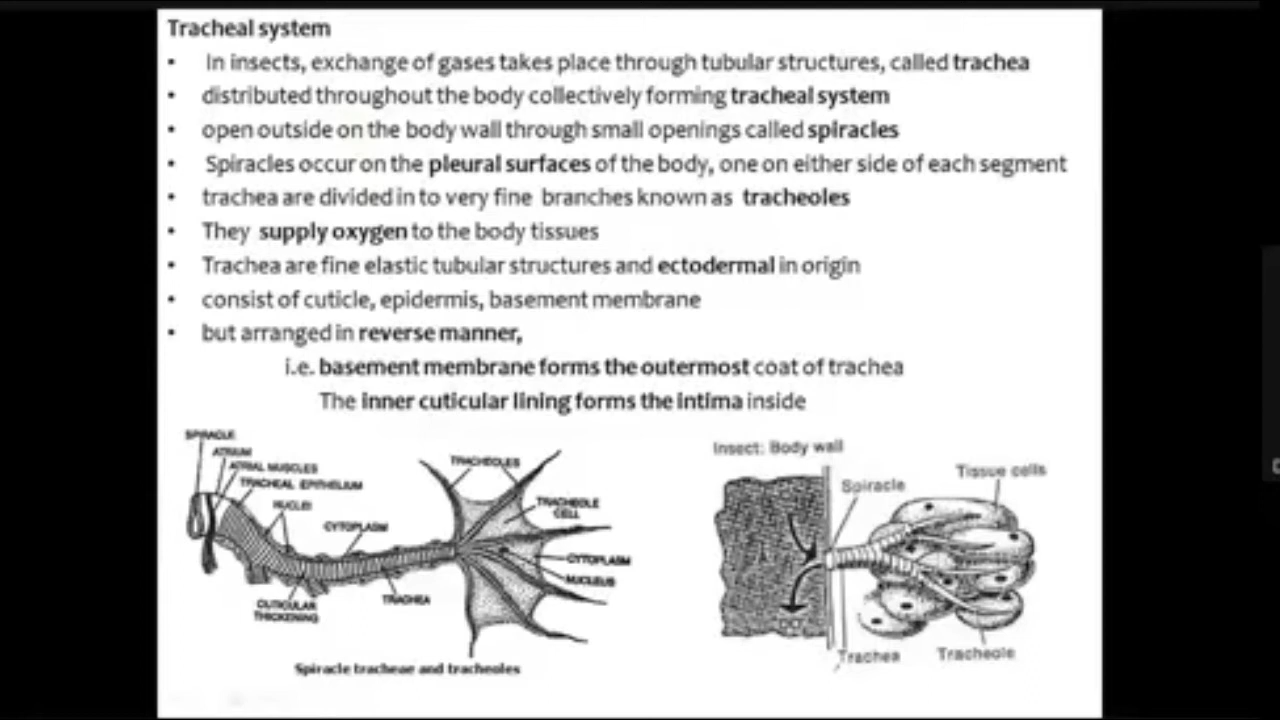 Tracheal system
• In insects, exchange of gases takes place through tubular structures, called trachea
• distributed throughout the body collectively forming tracheal system
• open outside on the body wall through small openings called spiracles
• Spiracles occur on the pleural surfaces of the body, one on either side of each segment
• trachea are divided in to very fine branches known as tracheoles
• They supply oxygen to the body tissues
• Trachea are fine elastic tubular structures and ectodermal in origin
• consist of cuticle, epidermis, basement membrane
• but arranged in reverse manner,
i.e. basement membrane forms the outermost coat of trachea
The inner cuticular lining forms the intima inside
SPIRACLE
ATRIUM
ATRIAL MUSCLES
TRACHEAL EPITHELIUM
NUCLEI
CYTOPLASM
TRACHEOLES
TRACHEOLE
CELL
CYTOPLASM
NUCLEUS
TRACHEA
CUTICULAR
THICKENING
Spiracle tracheae and tracheoles
Insect: Body wall
Spiracle
Tissue cells
Trachea
Tracheole